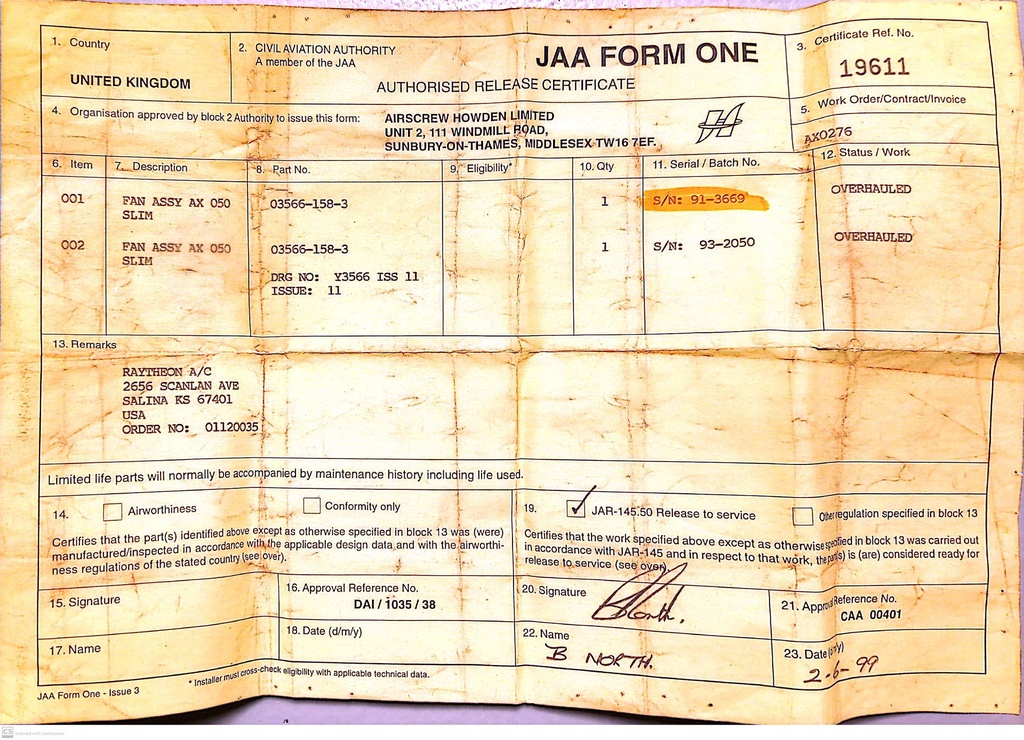 1. Country
UNITED KINGDOM
2. CIVIL AVIATION AUTHORITY
A member of the JAA
JAA FORM ONE
AUTHORISED RELEASE CERTIFICATE
3. Certificate Ref. No.
19611
4. Organisation approved by block 2 Authority to issue this form:
AIRSCREW HOWDEN LIMITED
UNIT 2, 111 WINDMILL ROAD,
SUNBURY-ON-THAMES, MIDDLESEX TW16 7EF.
5. Work Order/Contract/Invoice
AX0276
6. Item 7. Description 8. Part No. 9. Eligibility* 10. Qty 11. Serial / Batch No. 12. Status / Work
001 FAN ASSY AX 050 03566-158-3 1 S/N: 91-3669 OVERHAULED
SLIM
002 FAN ASSY AX 050 03566-158-3 1 S/N: 93-2050 OVERHAULED
SLIM
DRG NO: Y3566 ISS 11
ISSUE: 11
13. Remarks
RAYTHEON A/C
2656 SCANLAN AVE
SALINA KS 67401
USA
ORDER NO: 01120035
Limited life parts will normally be accompanied by maintenance history including life used.
14. Airworthiness Conformity only
Certifies that the part(s) identified above except as otherwise specified in block 13 was (were)
manufactured/inspected in accordance with the applicable design data and with the airworthi-
ness regulations of the stated country (see over).
19. ✓ JAR-145.50 Release to service Other regulation specified in block 13
Certifies that the work specified above except as otherwise specified in block 13 was carried out
in accordance with JAR-145 and in respect to that work, the part(s) is (are) considered ready for
release to service (see over).
15. Signature
16. Approval Reference No.
DAI / 1035 / 38
20. Signature
21. Approval Reference No.
CAA 00401
17. Name
18. Date (d/m/y)
22. Name
B NORTH.
23. Date (d/m/y)
2-6-99
JAA Form One - Issue 3
* Installer must cross-check eligibility with applicable technical data.
CS Scanned with CamScanner